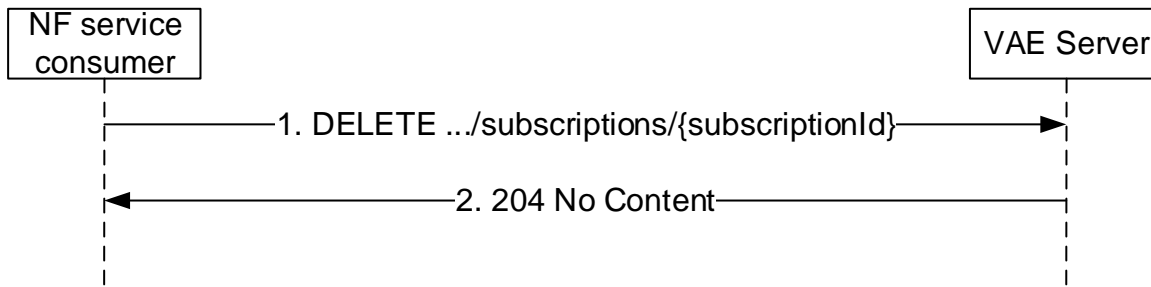 NF service
consumer
VAE Server
1. DELETE .../subscriptions/{subscriptionId}
2. 204 No Content